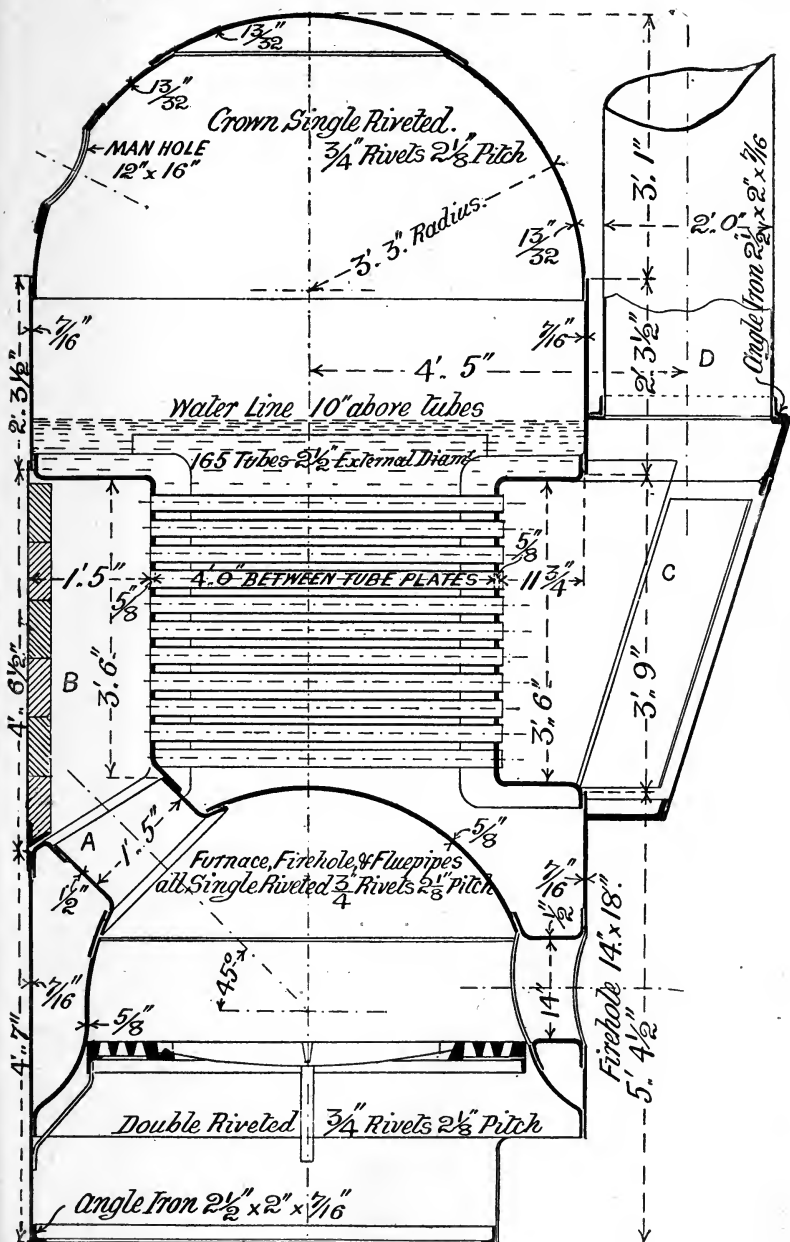 13/32"
13/32"
Crown Single Riveted.
3/4" Rivets 2 1/8" Pitch
MAN HOLE
12" x 16"
3'. 3". Radius.
13/32"
3'. 1"
2'. 0"
Angle Iron 2 1/2" x 2" x 7/16
7/16"
7/16"
2'. 3 1/2"
2'. 3 1/2"
4'. 5"
D
Water Line 10" above tubes
165 Tubes 2 1/2" External Diamr
5/8"
1'. 5"
5/8"
4'. 0" BETWEEN TUBE PLATES
11 3/4"
C
B
3'. 6"
3'. 6"
3'. 9"
4'. 6 1/2"
A
1'. 5"
1/2"
5/8"
Furnace, Firehole, & Fluepipes
all Single Riveted 3/4" Rivets 2 1/8" Pitch
7/16"
1/2"
45°
7/16"
5/8"
14"
Firehole 14" x 18".
5'. 4 1/2"
4'. 7"
Double Riveted 3/4" Rivets 2 1/8" Pitch
Angle Iron 2 1/2" x 2" x 7/16"